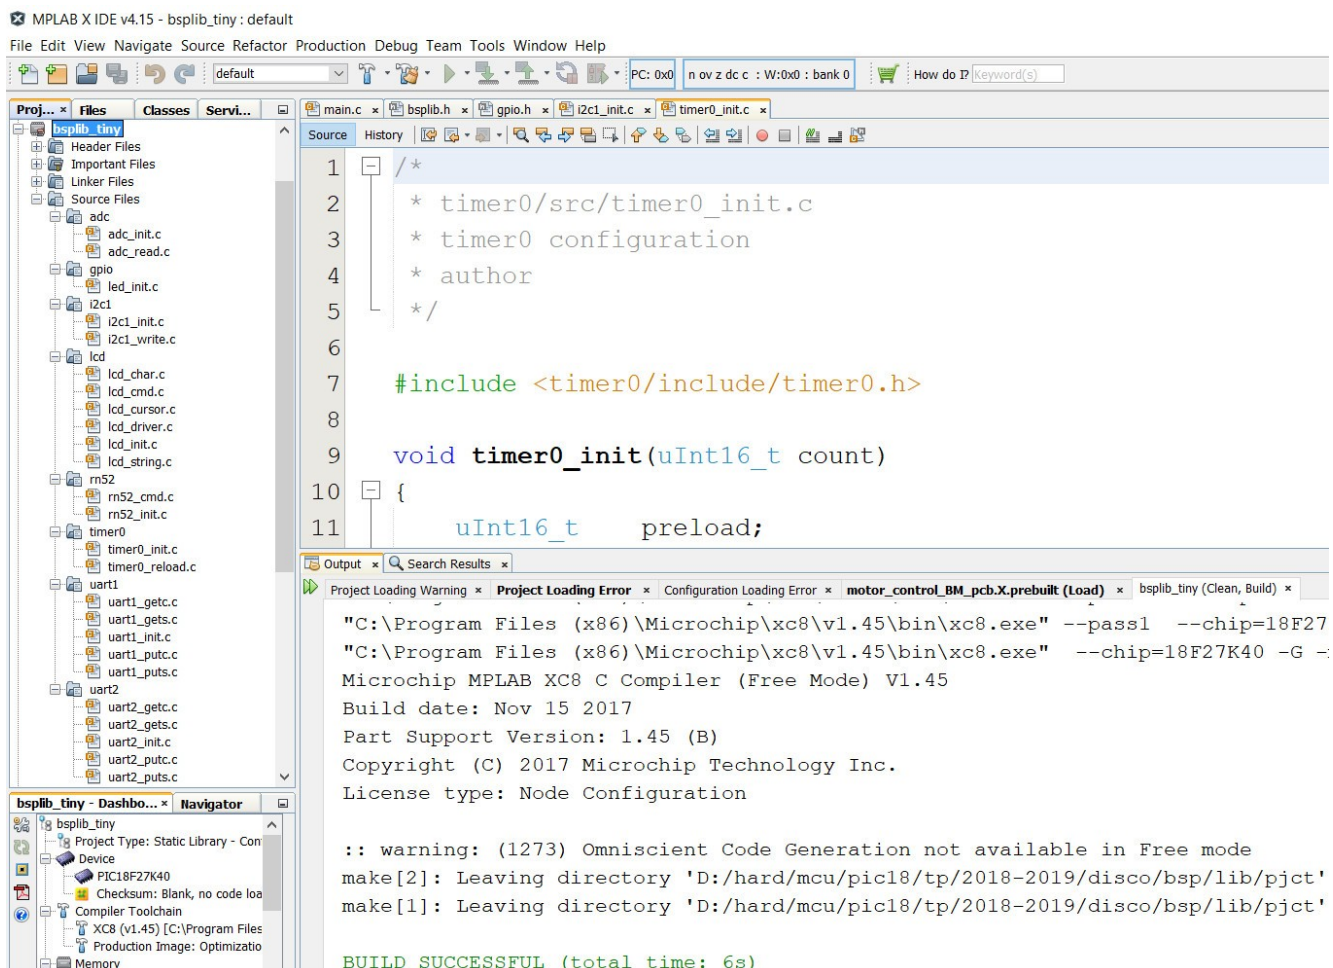 MPLAB X IDE v4.15 - bsplib_tiny : default
File Edit View Navigate Source Refactor Production Debug Team Tools Window Help
default
PC: 0x0
n ov z dc c : W:0x0 : bank 0
How do I?
Keyword(s)
Proj... × Files Classes Servi...
bsplib_tiny
Header Files
Important Files
Linker Files
Source Files
adc
adc_init.c
adc_read.c
gpio
led_init.c
i2c1
i2c1_init.c
i2c1_write.c
lcd
lcd_char.c
lcd_cmd.c
lcd_cursor.c
lcd_driver.c
lcd_init.c
lcd_string.c
rn52
rn52_cmd.c
rn52_init.c
timer0
timer0_init.c
timer0_reload.c
uart1
uart1_getc.c
uart1_gets.c
uart1_init.c
uart1_putc.c
uart1_puts.c
uart2
uart2_getc.c
uart2_gets.c
uart2_init.c
uart2_putc.c
uart2_puts.c
bsplib_tiny - Dashbo... × Navigator
bsplib_tiny
Project Type: Static Library - Con
Device
PIC18F27K40
Checksum: Blank, no code loa
Compiler Toolchain
XC8 (v1.45) [C:\Program Files
Production Image: Optimizatio
Memory
main.c × bsplib.h × gpio.h × i2c1_init.c × timer0_init.c ×
Source History
1 /*
2 * timer0/src/timer0_init.c
3 * timer0 configuration
4 * author
5 */
6
7 #include <timer0/include/timer0.h>
8
9 void timer0_init(uInt16_t count)
10 {
11 uInt16_t preload;
Output × Search Results ×
Project Loading Warning × Project Loading Error × Configuration Loading Error × motor_control_BM_pcb.X.prebuilt (Load) × bsplib_tiny (Clean, Build) ×
"C:\Program Files (x86)\Microchip\xc8\v1.45\bin\xc8.exe" --pass1 --chip=18F27
"C:\Program Files (x86)\Microchip\xc8\v1.45\bin\xc8.exe" --chip=18F27K40 -G -
Microchip MPLAB XC8 C Compiler (Free Mode) V1.45
Build date: Nov 15 2017
Part Support Version: 1.45 (B)
Copyright (C) 2017 Microchip Technology Inc.
License type: Node Configuration
:: warning: (1273) Omniscient Code Generation not available in Free mode
make[2]: Leaving directory 'D:/hard/mcu/pic18/tp/2018-2019/disco/bsp/lib/pjct'
make[1]: Leaving directory 'D:/hard/mcu/pic18/tp/2018-2019/disco/bsp/lib/pjct'
BUILD SUCCESSFUL (total time: 6s)